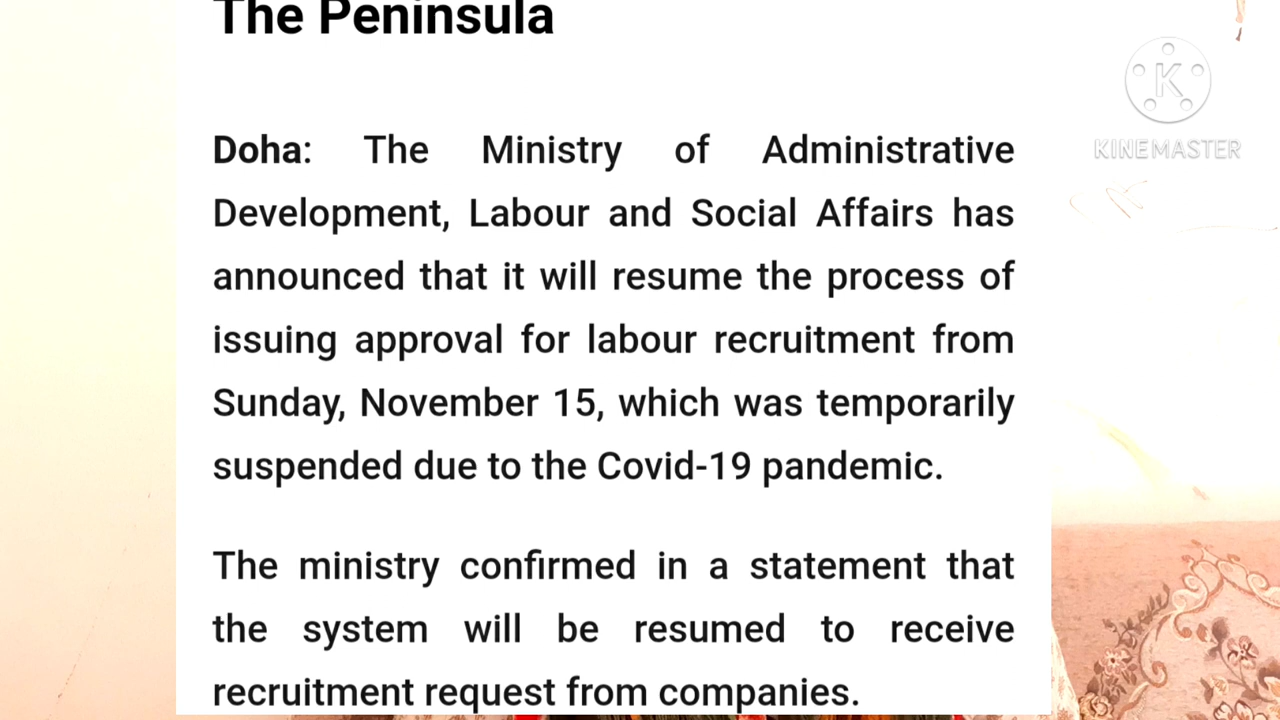 The Peninsula
Doha: The Ministry of Administrative
Development, Labour and Social Affairs has
announced that it will resume the process of
issuing approval for labour recruitment from
Sunday, November 15, which was temporarily
suspended due to the Covid-19 pandemic.
The ministry confirmed in a statement that
the system will be resumed to receive
recruitment request from companies.
K
KINEMASTER